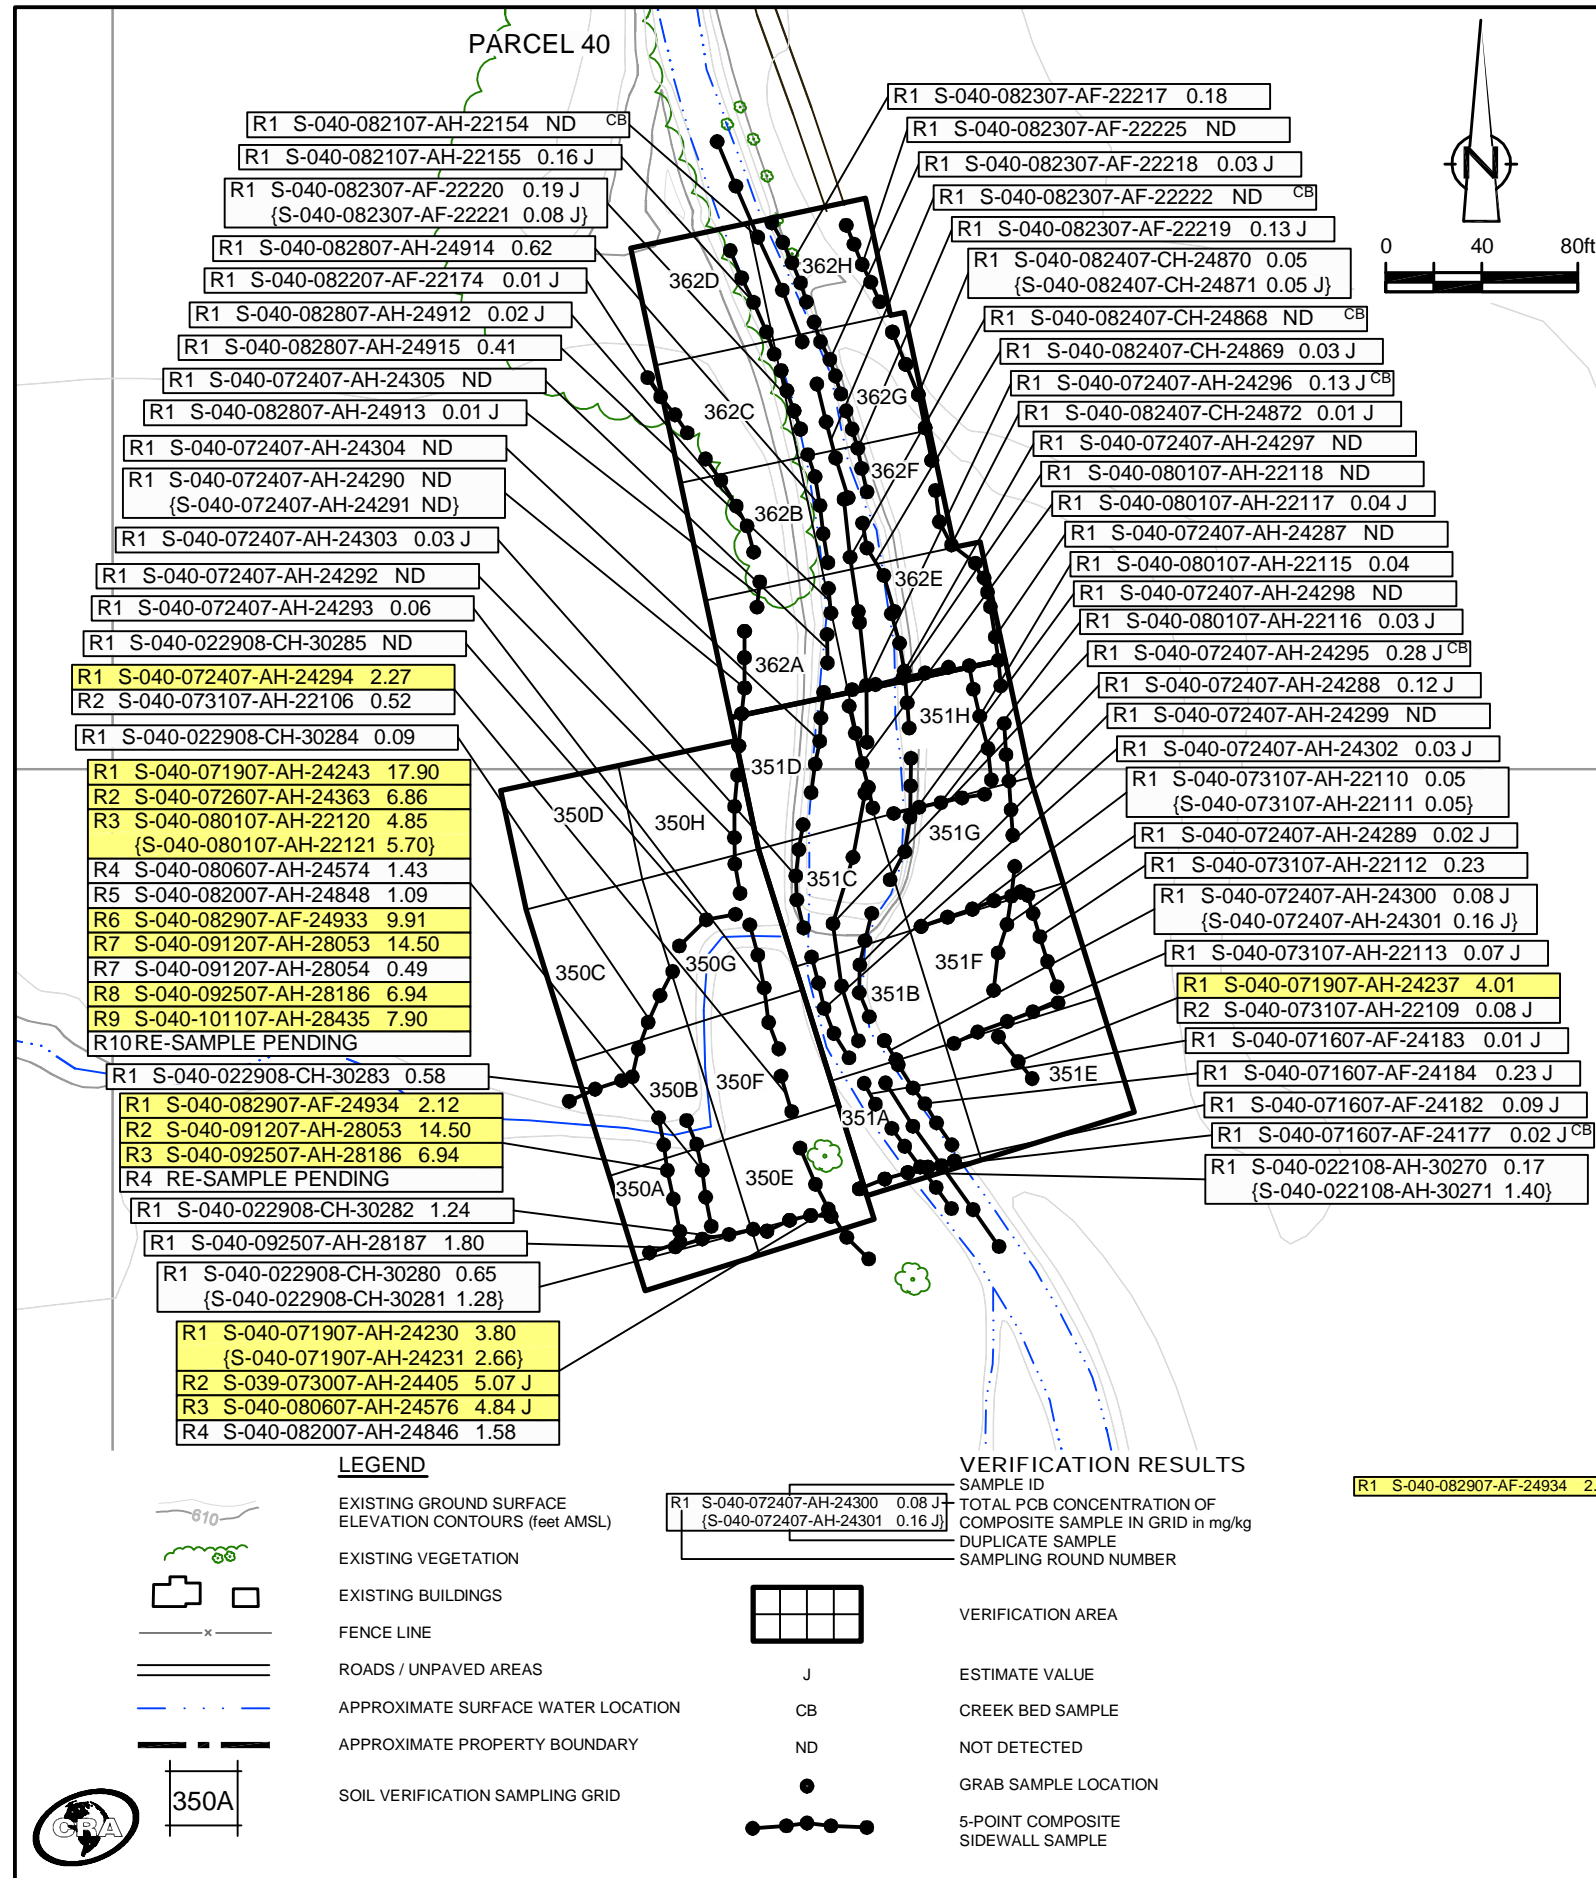 PARCEL 40
R1 S-040-082107-AH-22154 ND CB
R1 S-040-082107-AH-22155 0.16 J
R1 S-040-082307-AF-22220 0.19 J
{S-040-082307-AF-22221 0.08 J}
R1 S-040-082807-AH-24914 0.62
R1 S-040-082207-AF-22174 0.01 J
R1 S-040-082807-AH-24912 0.02 J
R1 S-040-082807-AH-24915 0.41
R1 S-040-072407-AH-24305 ND
R1 S-040-082807-AH-24913 0.01 J
R1 S-040-072407-AH-24304 ND
R1 S-040-072407-AH-24290 ND
{S-040-072407-AH-24291 ND}
R1 S-040-072407-AH-24303 0.03 J
R1 S-040-072407-AH-24292 ND
R1 S-040-072407-AH-24293 0.06
R1 S-040-022908-CH-30285 ND
R1 S-040-072407-AH-24294 2.27
R2 S-040-073107-AH-22106 0.52
R1 S-040-022908-CH-30284 0.09
R1 S-040-071907-AH-24243 17.90
R2 S-040-072607-AH-24363 6.86
R3 S-040-080107-AH-22120 4.85
{S-040-080107-AH-22121 5.70}
R4 S-040-080607-AH-24574 1.43
R5 S-040-082007-AH-24848 1.09
R6 S-040-082907-AF-24933 9.91
R7 S-040-091207-AH-28053 14.50
R7 S-040-091207-AH-28054 0.49
R8 S-040-092507-AH-28186 6.94
R9 S-040-101107-AH-28435 7.90
R10 RE-SAMPLE PENDING
R1 S-040-022908-CH-30283 0.58
R1 S-040-082907-AF-24934 2.12
R2 S-040-091207-AH-28053 14.50
R3 S-040-092507-AH-28186 6.94
R4 RE-SAMPLE PENDING
R1 S-040-022908-CH-30282 1.24
R1 S-040-092507-AH-28187 1.80
R1 S-040-022908-CH-30280 0.65
{S-040-022908-CH-30281 1.28}
R1 S-040-071907-AH-24230 3.80
{S-040-071907-AH-24231 2.66}
R2 S-039-073007-AH-24405 5.07 J
R3 S-040-080607-AH-24576 4.84 J
R4 S-040-082007-AH-24846 1.58
R1 S-040-082307-AF-22217 0.18
R1 S-040-082307-AF-22225 ND
R1 S-040-082307-AF-22218 0.03 J
R1 S-040-082307-AF-22222 ND CB
R1 S-040-082307-AF-22219 0.13 J
R1 S-040-082407-CH-24870 0.05
{S-040-082407-CH-24871 0.05 J}
R1 S-040-082407-CH-24868 ND CB
R1 S-040-082407-CH-24869 0.03 J
R1 S-040-072407-AH-24296 0.13 J CB
R1 S-040-082407-CH-24872 0.01 J
R1 S-040-072407-AH-24297 ND
R1 S-040-080107-AH-22118 ND
R1 S-040-080107-AH-22117 0.04 J
R1 S-040-072407-AH-24287 ND
R1 S-040-080107-AH-22115 0.04
R1 S-040-072407-AH-24298 ND
R1 S-040-080107-AH-22116 0.03 J
R1 S-040-072407-AH-24295 0.28 J CB
R1 S-040-072407-AH-24288 0.12 J
R1 S-040-072407-AH-24299 ND
R1 S-040-072407-AH-24302 0.03 J
R1 S-040-073107-AH-22110 0.05
{S-040-073107-AH-22111 0.05}
R1 S-040-072407-AH-24289 0.02 J
R1 S-040-073107-AH-22112 0.23
R1 S-040-072407-AH-24300 0.08 J
{S-040-072407-AH-24301 0.16 J}
R1 S-040-073107-AH-22113 0.07 J
R1 S-040-071907-AH-24237 4.01
R2 S-040-073107-AH-22109 0.08 J
R1 S-040-071607-AF-24183 0.01 J
R1 S-040-071607-AF-24184 0.23 J
R1 S-040-071607-AF-24182 0.09 J
R1 S-040-071607-AF-24177 0.02 J CB
R1 S-040-022108-AH-30270 0.17
{S-040-022108-AH-30271 1.40}
N
0 40 80ft
362D
362H
362C
362G
362F
362B
362E
362A
351H
351D
350D
350H
351G
351C
350G
350C
351F
351B
350F
350B
351E
351A
350A
350E
LEGEND
610
EXISTING GROUND SURFACE
ELEVATION CONTOURS (feet AMSL)
EXISTING VEGETATION
EXISTING BUILDINGS
x
FENCE LINE
ROADS / UNPAVED AREAS
APPROXIMATE SURFACE WATER LOCATION
APPROXIMATE PROPERTY BOUNDARY
350A
SOIL VERIFICATION SAMPLING GRID
CRA
VERIFICATION RESULTS
R1 S-040-072407-AH-24300 0.08 J
{S-040-072407-AH-24301 0.16 J}
SAMPLE ID
TOTAL PCB CONCENTRATION OF
COMPOSITE SAMPLE IN GRID in mg/kg
DUPLICATE SAMPLE
SAMPLING ROUND NUMBER
R1 S-040-082907-AF-24934 2.
VERIFICATION AREA
J ESTIMATE VALUE
CB CREEK BED SAMPLE
ND NOT DETECTED
GRAB SAMPLE LOCATION
5-POINT COMPOSITE
SIDEWALL SAMPLE